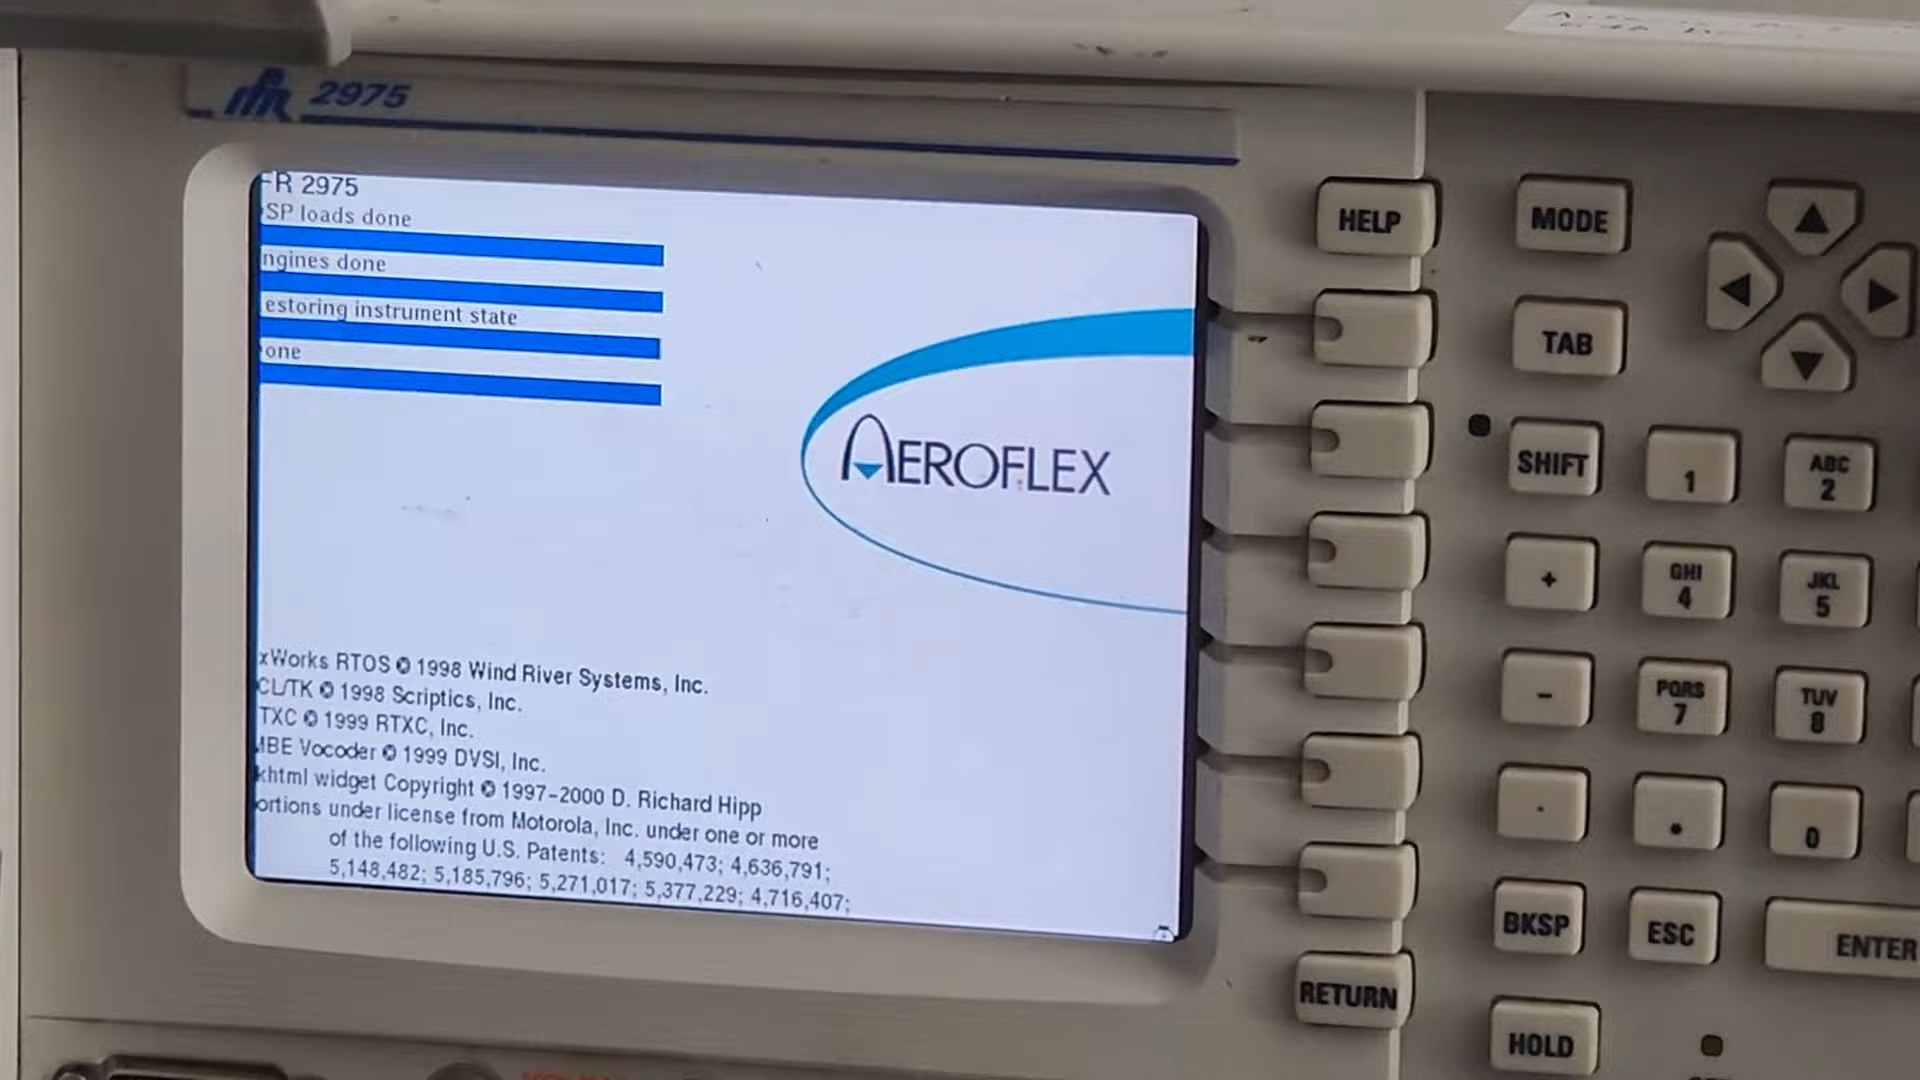 IFR 2975
FR 2975
SP loads done
ngines done
estoring instrument state
one
AEROFLEX
xWorks RTOS © 1998 Wind River Systems, Inc.
CL/TK © 1998 Scriptics, Inc.
TXC © 1999 RTXC, Inc.
MBE Vocoder © 1999 DVSI, Inc.
khtml widget Copyright © 1997-2000 D. Richard Hipp
ortions under license from Motorola, Inc. under one or more
of the following U.S. Patents: 4,590,473; 4,636,791;
5,148,482; 5,185,796; 5,271,017; 5,377,229; 4,716,407;
HELP
MODE
TAB
SHIFT
1
ABC
2
+
GHI
4
JKL
5
-
PQRS
7
TUV
8
.
0
BKSP
ESC
ENTER
RETURN
HOLD